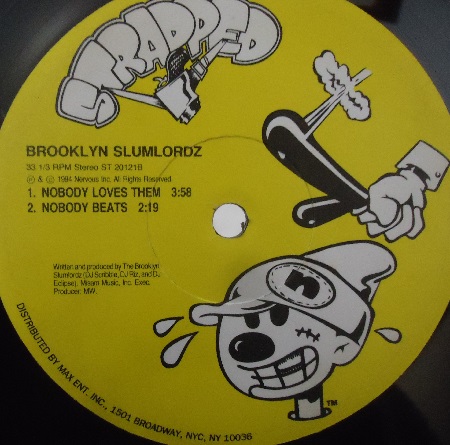 STRAPPED
BROOKLYN SLUMLORDZ
33 1/3 RPM Stereo ST 20121B
℗ & © 1994 Nervous Inc. All Rights Reserved.
1. NOBODY LOVES THEM 3:58
2. NOBODY BEATS 2:19
Written and produced by The Brooklyn
Slumlordz (DJ Scribble, DJ Riz, and DJ
Eclipse). Misam Music, Inc. Exec.
Producer: MW.
n
TM
DISTRIBUTED BY MAX ENT. INC., 1501 BROADWAY, NYC, NY 10036